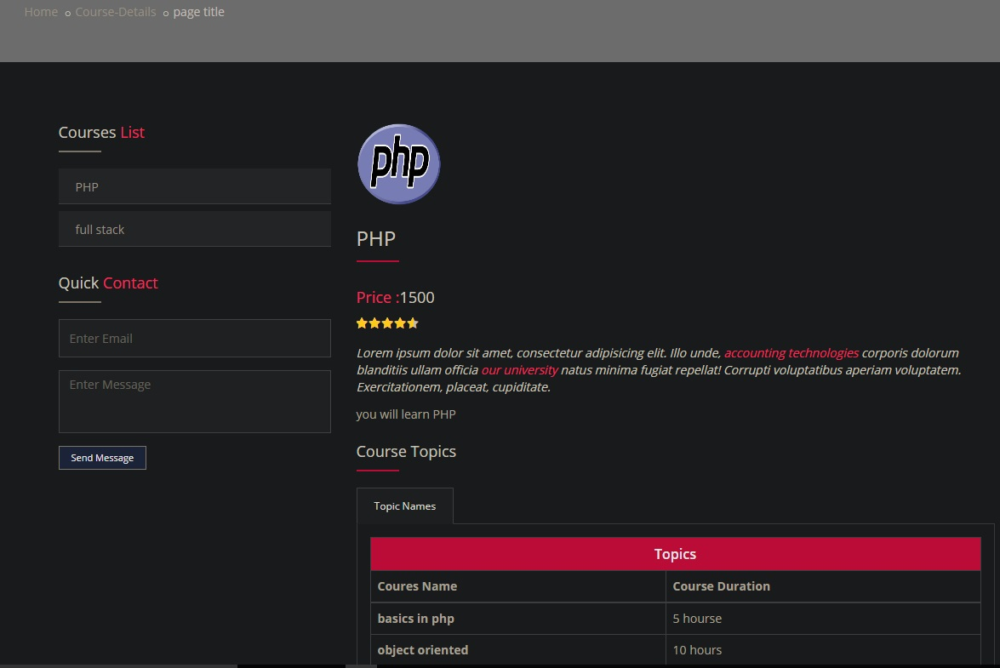 Home Course-Details page title
Courses List
PHP
full stack
Quick Contact
Enter Email
Enter Message
Send Message
php
PHP
Price :1500
Lorem ipsum dolor sit amet, consectetur adipisicing elit. Illo unde, accounting technologies corporis dolorum
blanditiis ullam officia our university natus minima fugiat repellat! Corrupti voluptatibus aperiam voluptatem.
Exercitationem, placeat, cupiditate.
you will learn PHP
Course Topics
Topic Names
Topics
Coures Name Course Duration
basics in php 5 hourse
object oriented 10 hours